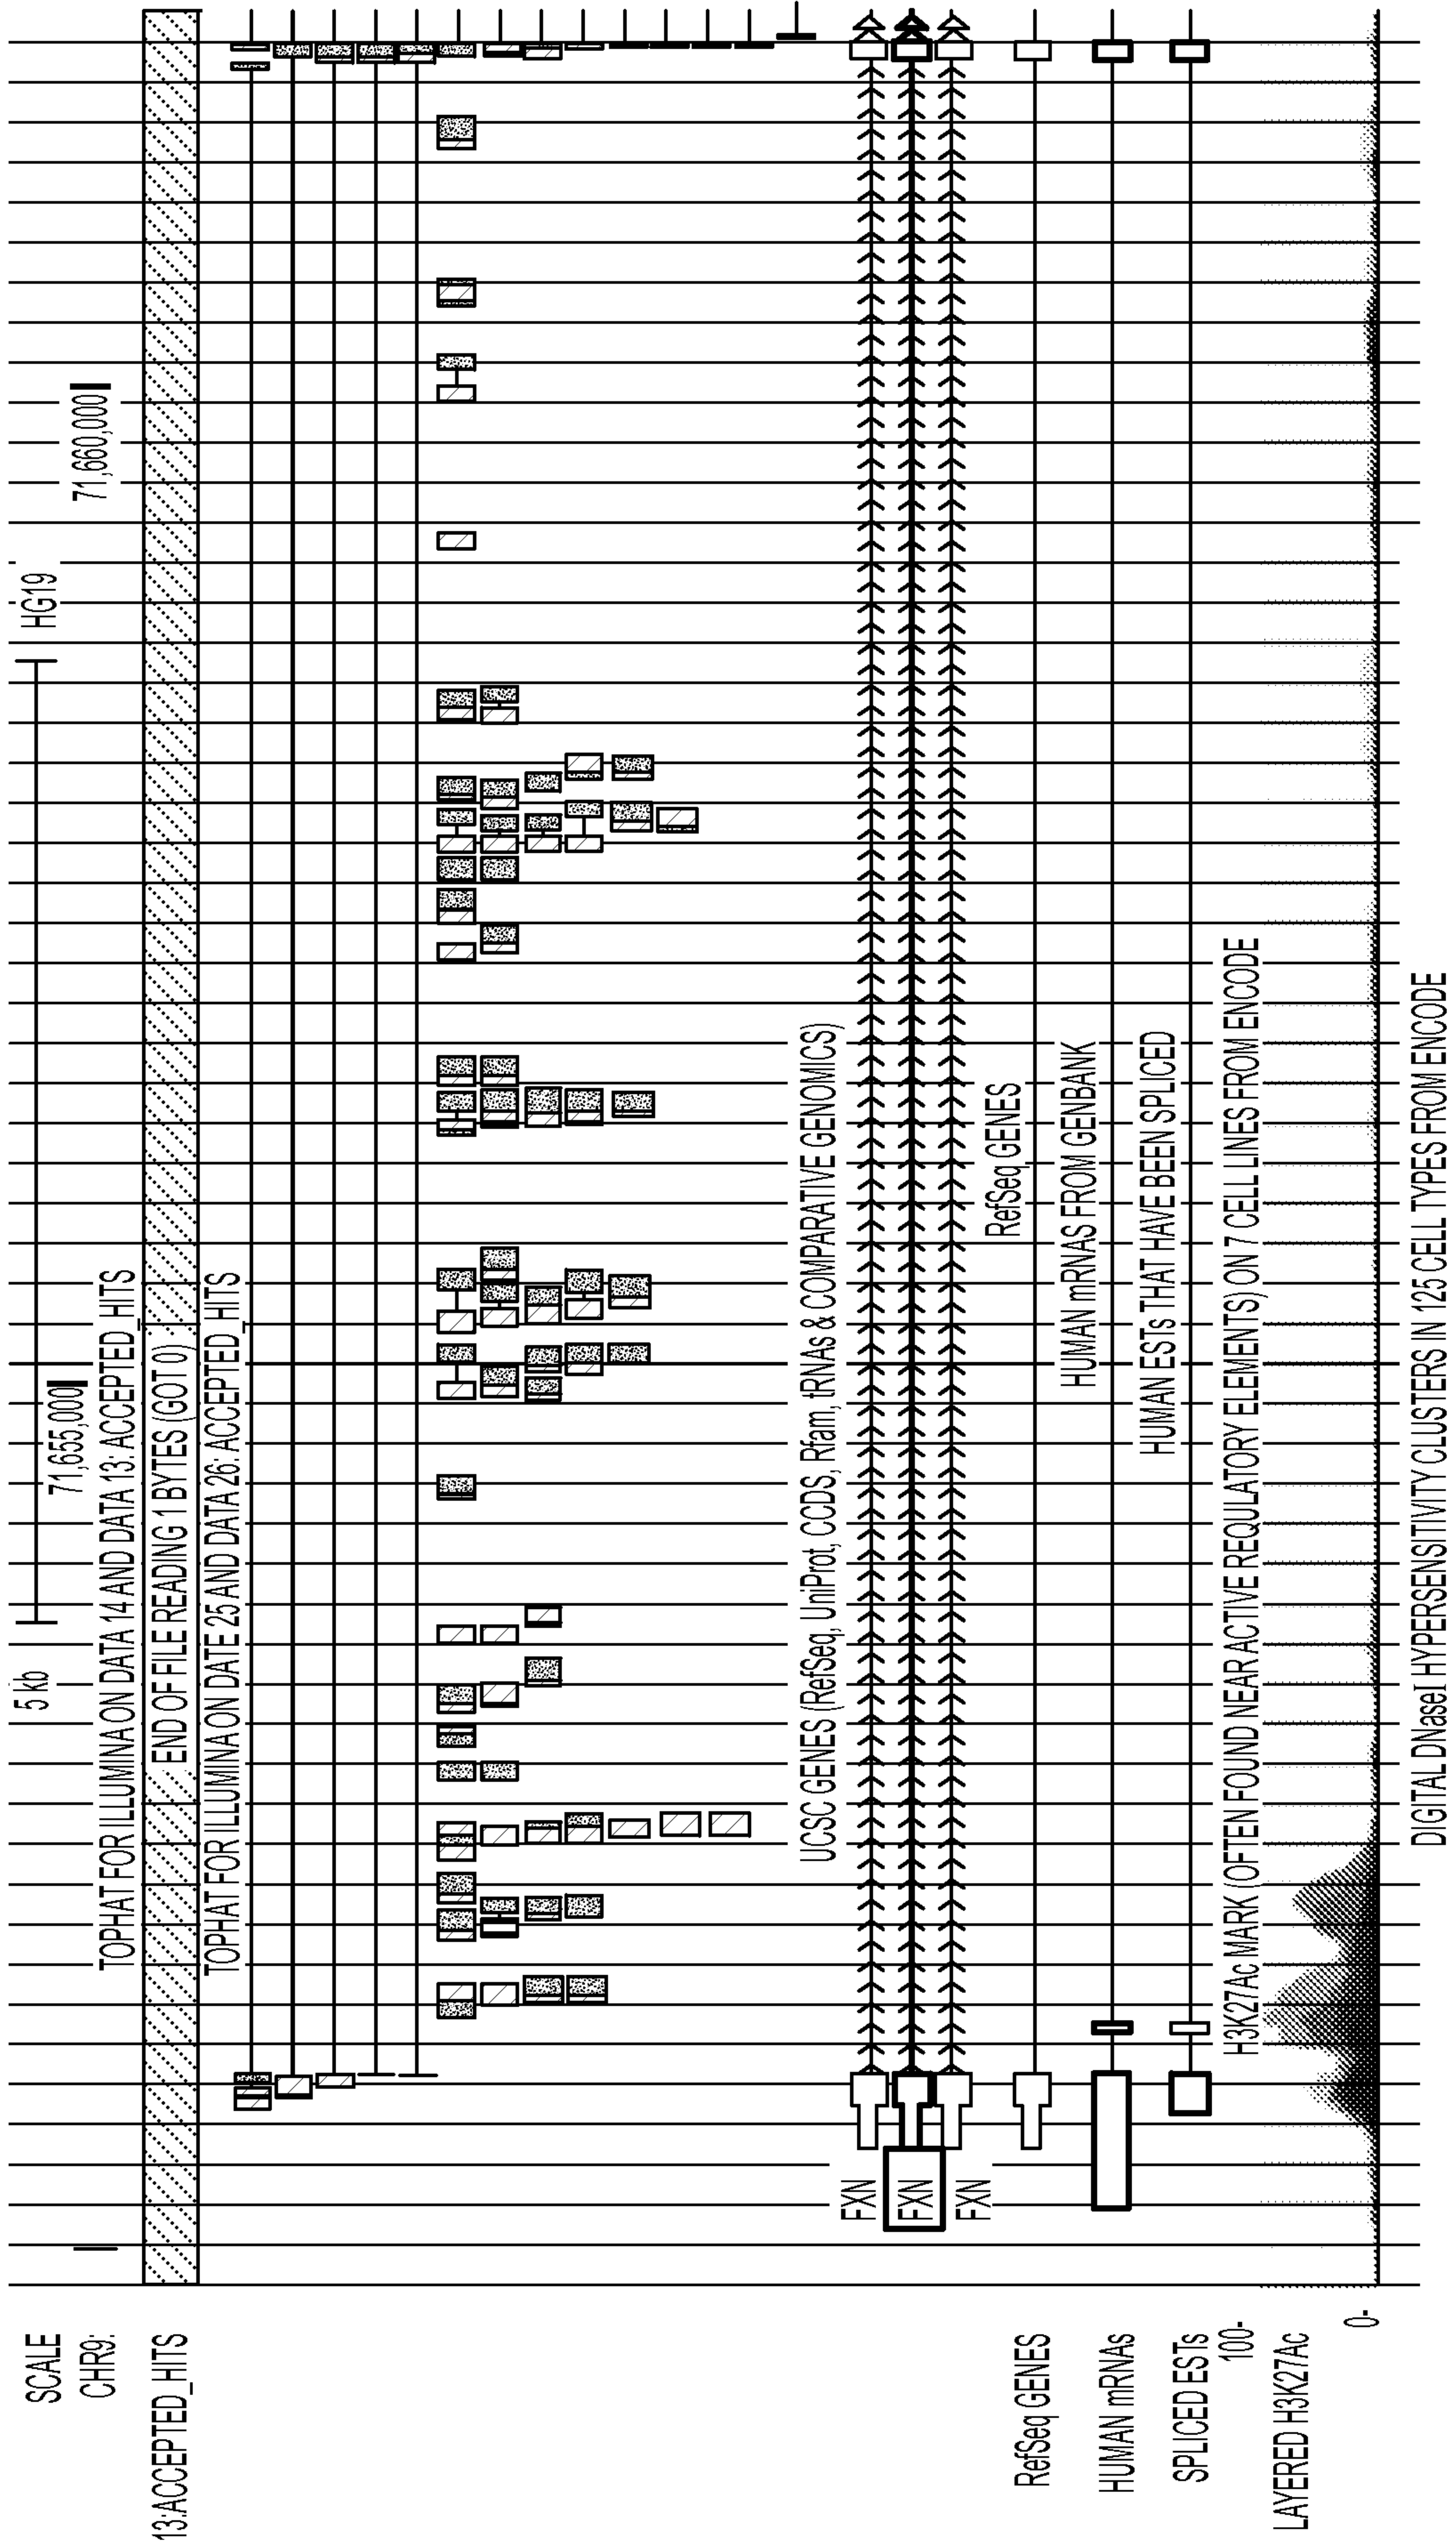 SCALE
5 kb
HG19
CHR9:
71,655,000
71,660,000
TOPHAT FOR ILLUMINA ON DATA 14 AND DATA 13: ACCEPTED_HITS
13:ACCEPTED_HITS
END OF FILE READING 1 BYTES (GOT 0)
TOPHAT FOR ILLUMINA ON DATE 25 AND DATA 26: ACCEPTED_HITS
UCSC GENES (RefSeq, UniProt, CCDS, Rfam, tRNAs & COMPARATIVE GENOMICS)
FXN
FXN
FXN
RefSeq GENES
RefSeq GENES
HUMAN mRNAS FROM GENBANK
HUMAN mRNAs
HUMAN ESTs THAT HAVE BEEN SPLICED
SPLICED ESTs
H3K27Ac MARK (OFTEN FOUND NEAR ACTIVE REQULATORY ELEMENTS) ON 7 CELL LINES FROM ENCODE
100-
LAYERED H3K27Ac
0-
DIGITAL DNaseI HYPERSENSITIVITY CLUSTERS IN 125 CELL TYPES FROM ENCODE